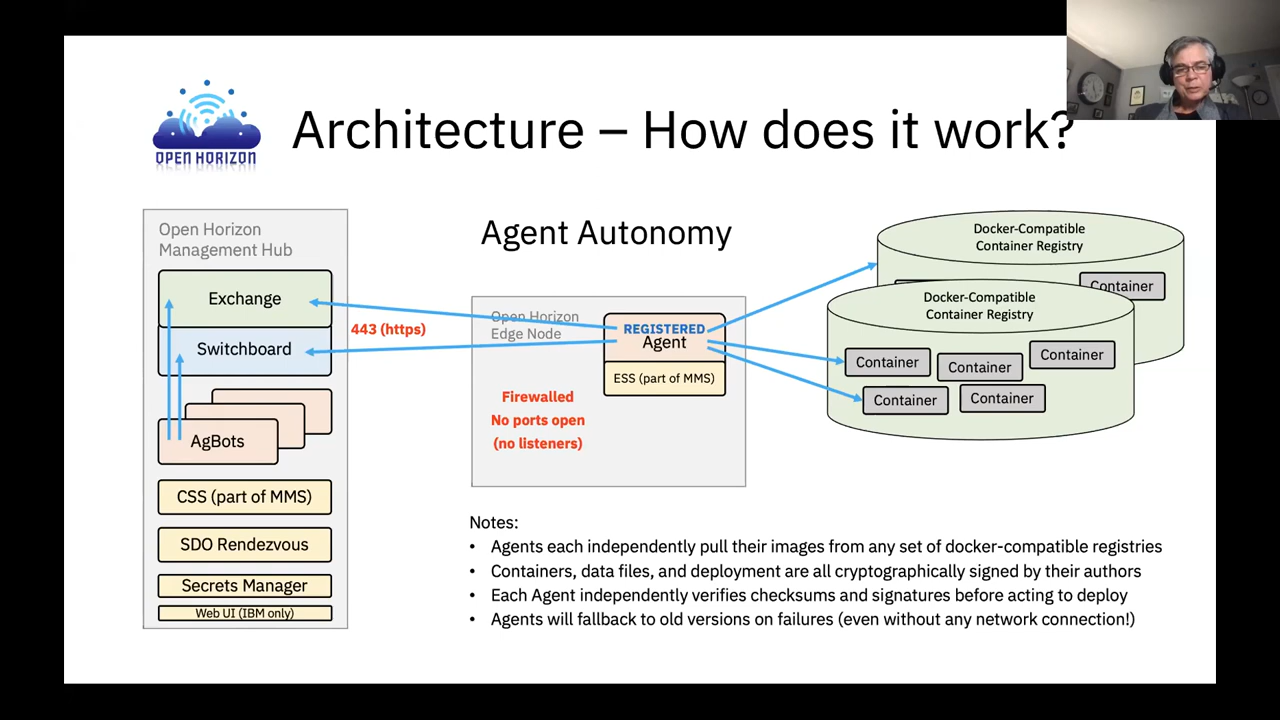 OPEN HORIZON
Architecture – How does it work?
Agent Autonomy
Open Horizon
Management Hub
Exchange
Switchboard
AgBots
CSS (part of MMS)
SDO Rendezvous
Secrets Manager
Web UI (IBM only)
443 (https)
Open Horizon
Edge Node
REGISTERED
Agent
ESS (part of MMS)
Firewalled
No ports open
(no listeners)
Docker-Compatible
Container Registry
Container
Docker-Compatible
Container Registry
Container
Container
Container
Container
Container
Notes:
• Agents each independently pull their images from any set of docker-compatible registries
• Containers, data files, and deployment are all cryptographically signed by their authors
• Each Agent independently verifies checksums and signatures before acting to deploy
• Agents will fallback to old versions on failures (even without any network connection!)